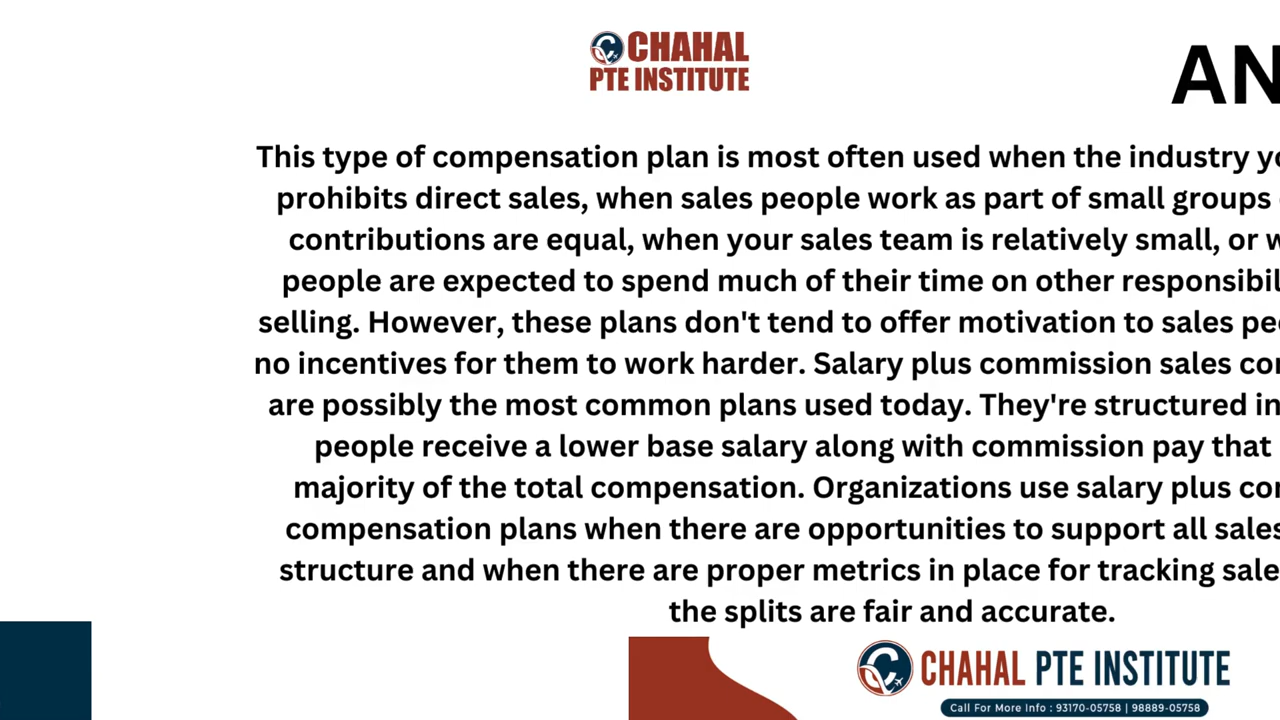 CHAHAL
PTE INSTITUTE
AN
This type of compensation plan is most often used when the industry
prohibits direct sales, when sales people work as part of small groups
contributions are equal, when your sales team is relatively small, or
people are expected to spend much of their time on other
selling. However, these plans don't tend to offer motivation to sales
no incentives for them to work harder. Salary plus commission sales
are possibly the most common plans used today. They're structured in
people receive a lower base salary along with commission pay that
majority of the total compensation. Organizations use salary plus
compensation plans when there are opportunities to support all sales
structure and when there are proper metrics in place for tracking
the splits are fair and accurate.
CHAHAL PTE INSTITUTE
Call For More Info : 93170-05758 | 98889-05758